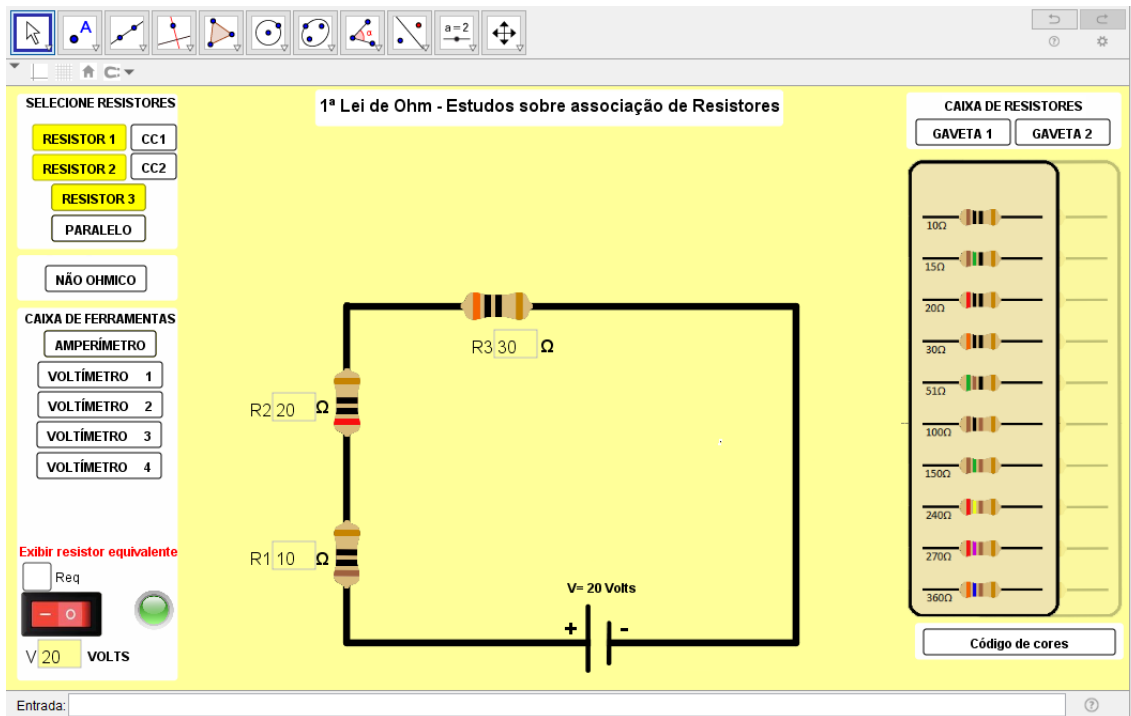 A
α
a = 2
SELECIONE RESISTORES
RESISTOR 1 CC1
RESISTOR 2 CC2
RESISTOR 3
PARALELO
NÃO OHMICO
CAIXA DE FERRAMENTAS
AMPERÍMETRO
VOLTÍMETRO 1
VOLTÍMETRO 2
VOLTÍMETRO 3
VOLTÍMETRO 4
Exibir resistor equivalente
Req
– O
V 20 VOLTS
1ª Lei de Ohm - Estudos sobre associação de Resistores
R3 30 Ω
R2 20 Ω
R1 10 Ω
V= 20 Volts
+ -
CAIXA DE RESISTORES
GAVETA 1 GAVETA 2
10Ω
15Ω
20Ω
30Ω
51Ω
100Ω
150Ω
240Ω
270Ω
360Ω
Código de cores
Entrada: